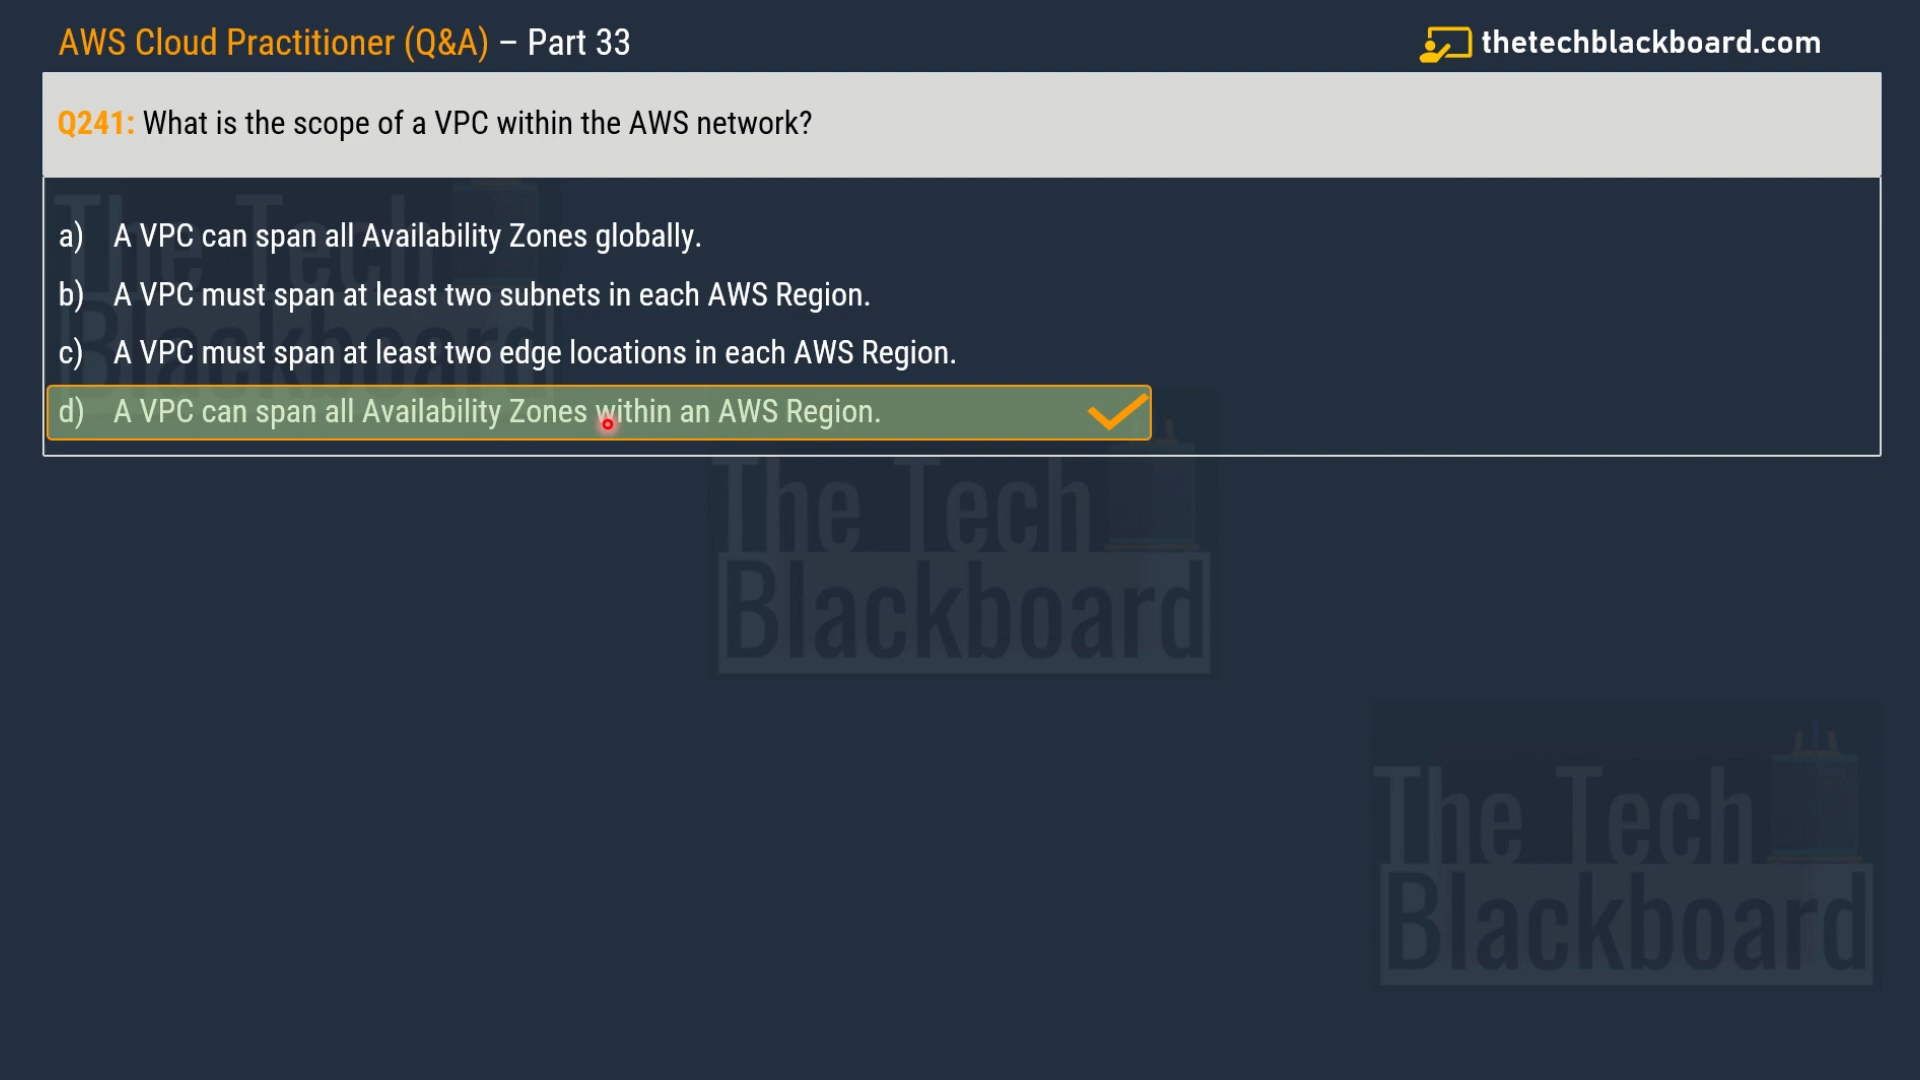 AWS Cloud Practitioner (Q&A) – Part 33
thetechblackboard.com
Q241: What is the scope of a VPC within the AWS network?
a) A VPC can span all Availability Zones globally.
b) A VPC must span at least two subnets in each AWS Region.
c) A VPC must span at least two edge locations in each AWS Region.
d) A VPC can span all Availability Zones within an AWS Region.
The Tech
Blackboard
The Tech
Blackboard
The Tech
Blackboard